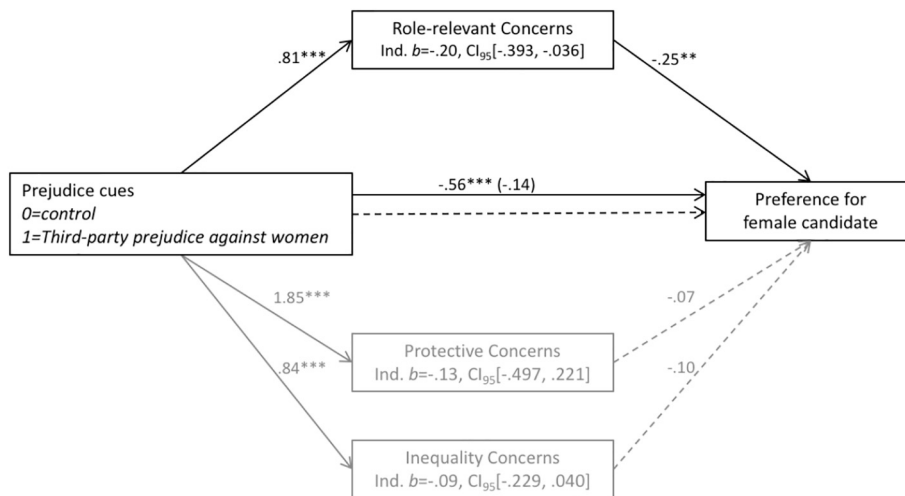 Role-relevant Concerns
Ind. b=-.20, CI95[-.393, -.036]
.81***
-.25**
Prejudice cues
0=control
1=Third-party prejudice against women
-.56*** (-.14)
Preference for
female candidate
1.85***
-.07
Protective Concerns
Ind. b=-.13, CI95[-.497, .221]
.84***
-.10
Inequality Concerns
Ind. b=-.09, CI95[-.229, .040]